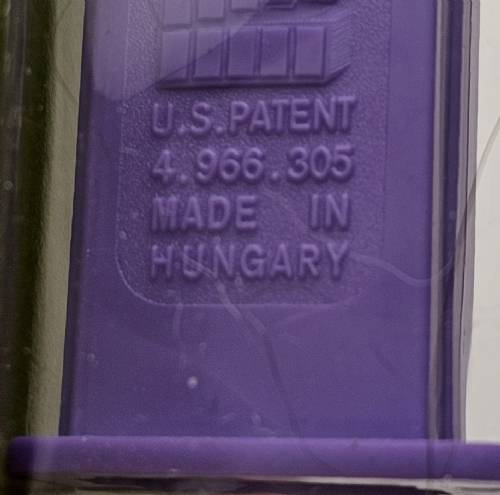 U.S.PATENT
4.966.305
MADE IN
HUNGARY